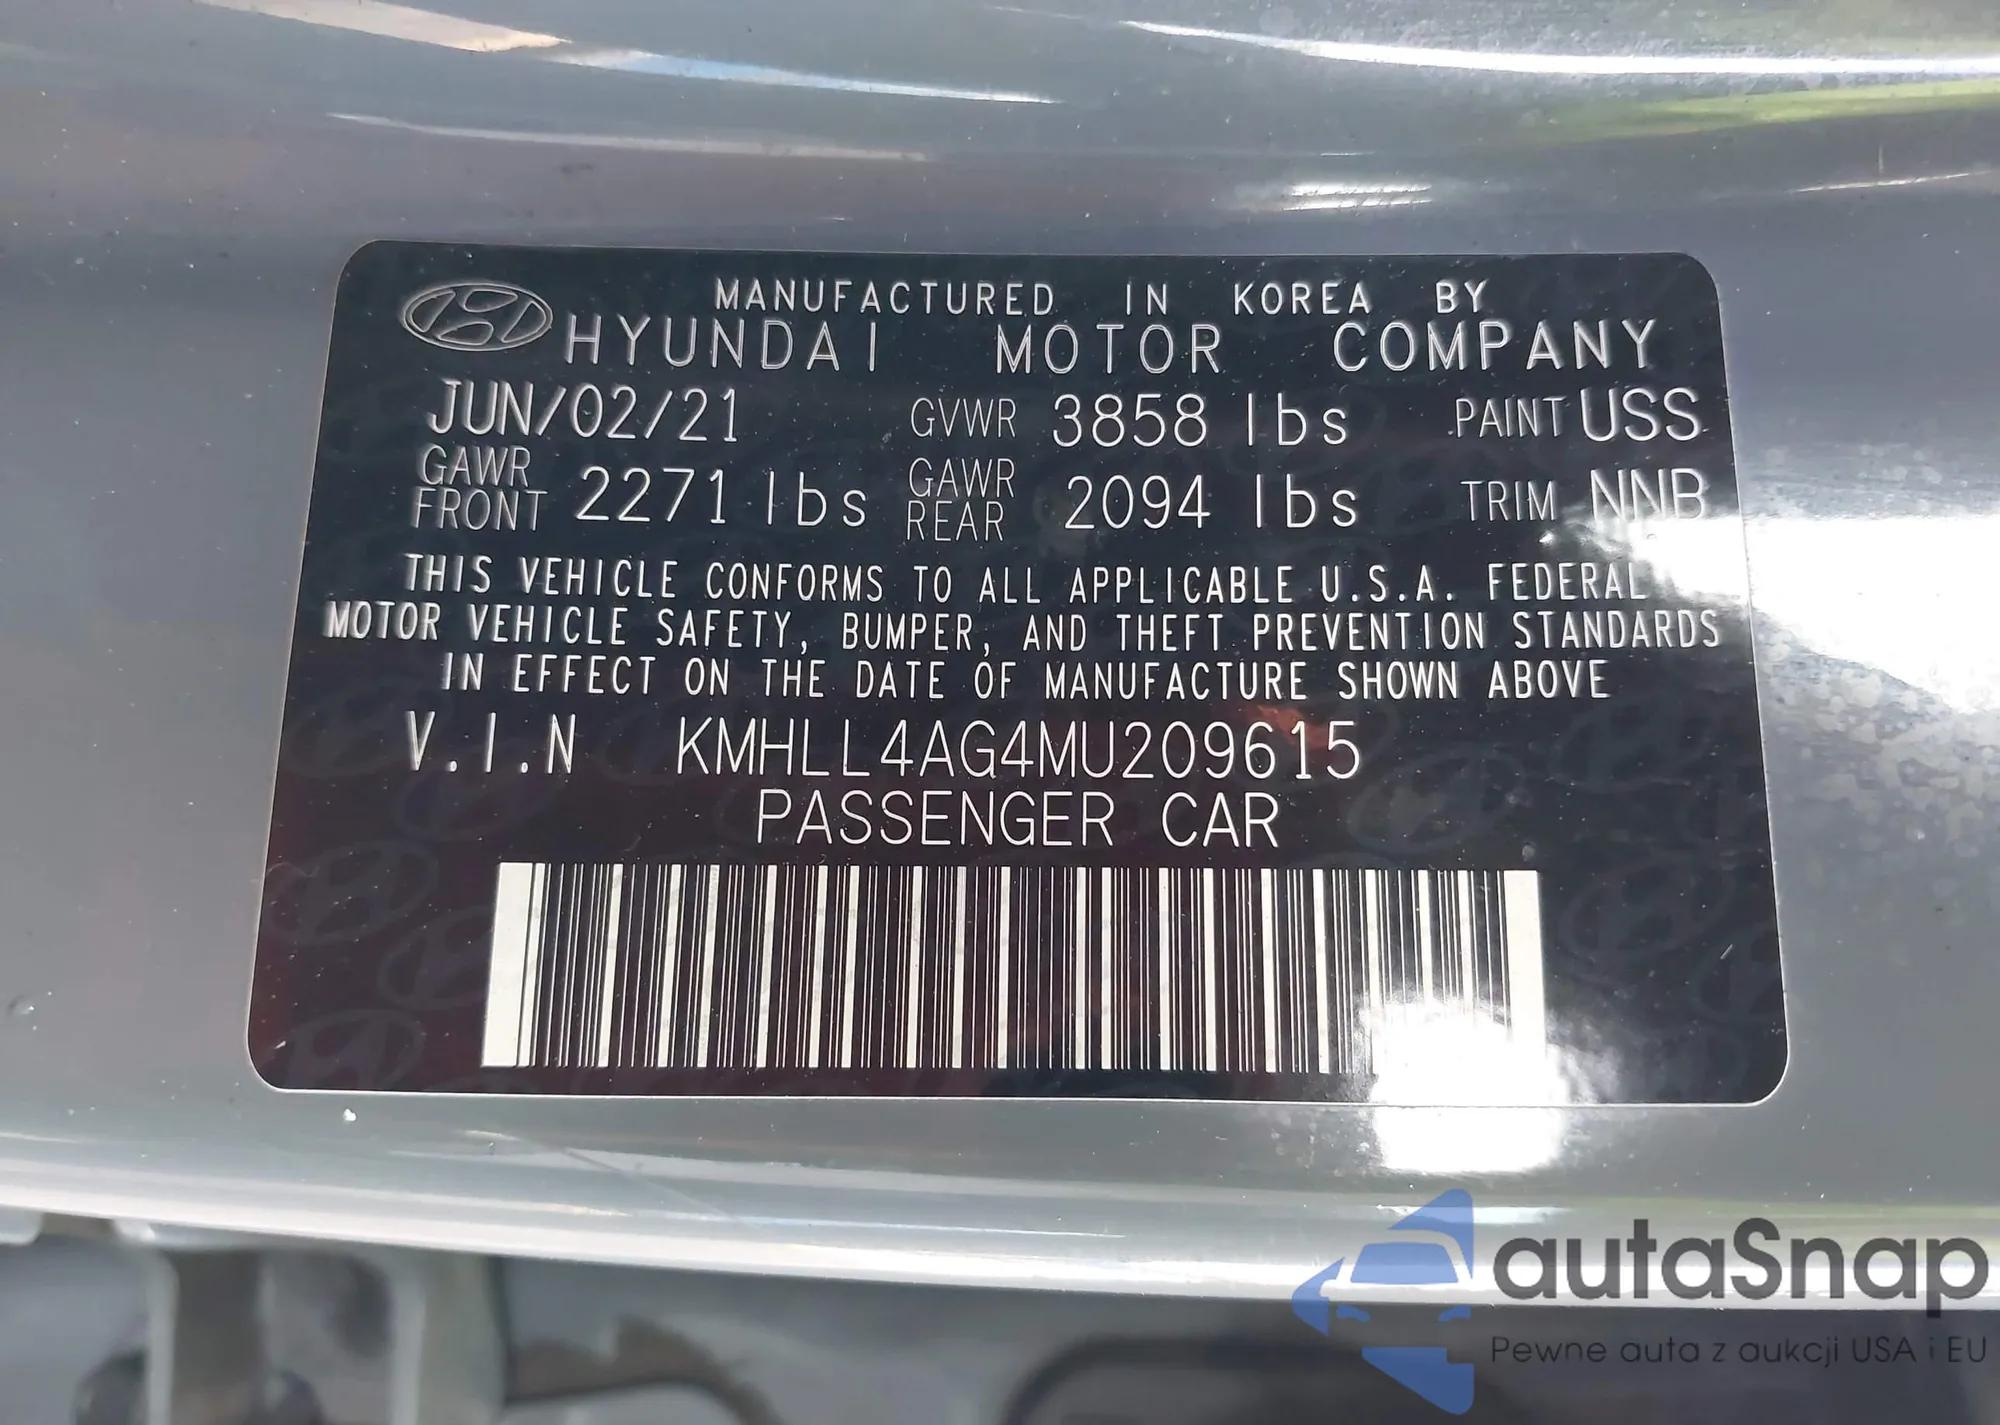 MANUFACTURED IN KOREA BY
HYUNDAI MOTOR COMPANY
JUN/02/21 GVWR 3858 lbs PAINT USS
GAWR FRONT 2271 lbs GAWR REAR 2094 lbs TRIM NNB
THIS VEHICLE CONFORMS TO ALL APPLICABLE U.S.A. FEDERAL
MOTOR VEHICLE SAFETY, BUMPER, AND THEFT PREVENTION STANDARDS
IN EFFECT ON THE DATE OF MANUFACTURE SHOWN ABOVE
V.I.N KMHLL4AG4MU209615
PASSENGER CAR
autaSnap
Pewne auta z aukcji USA i EU